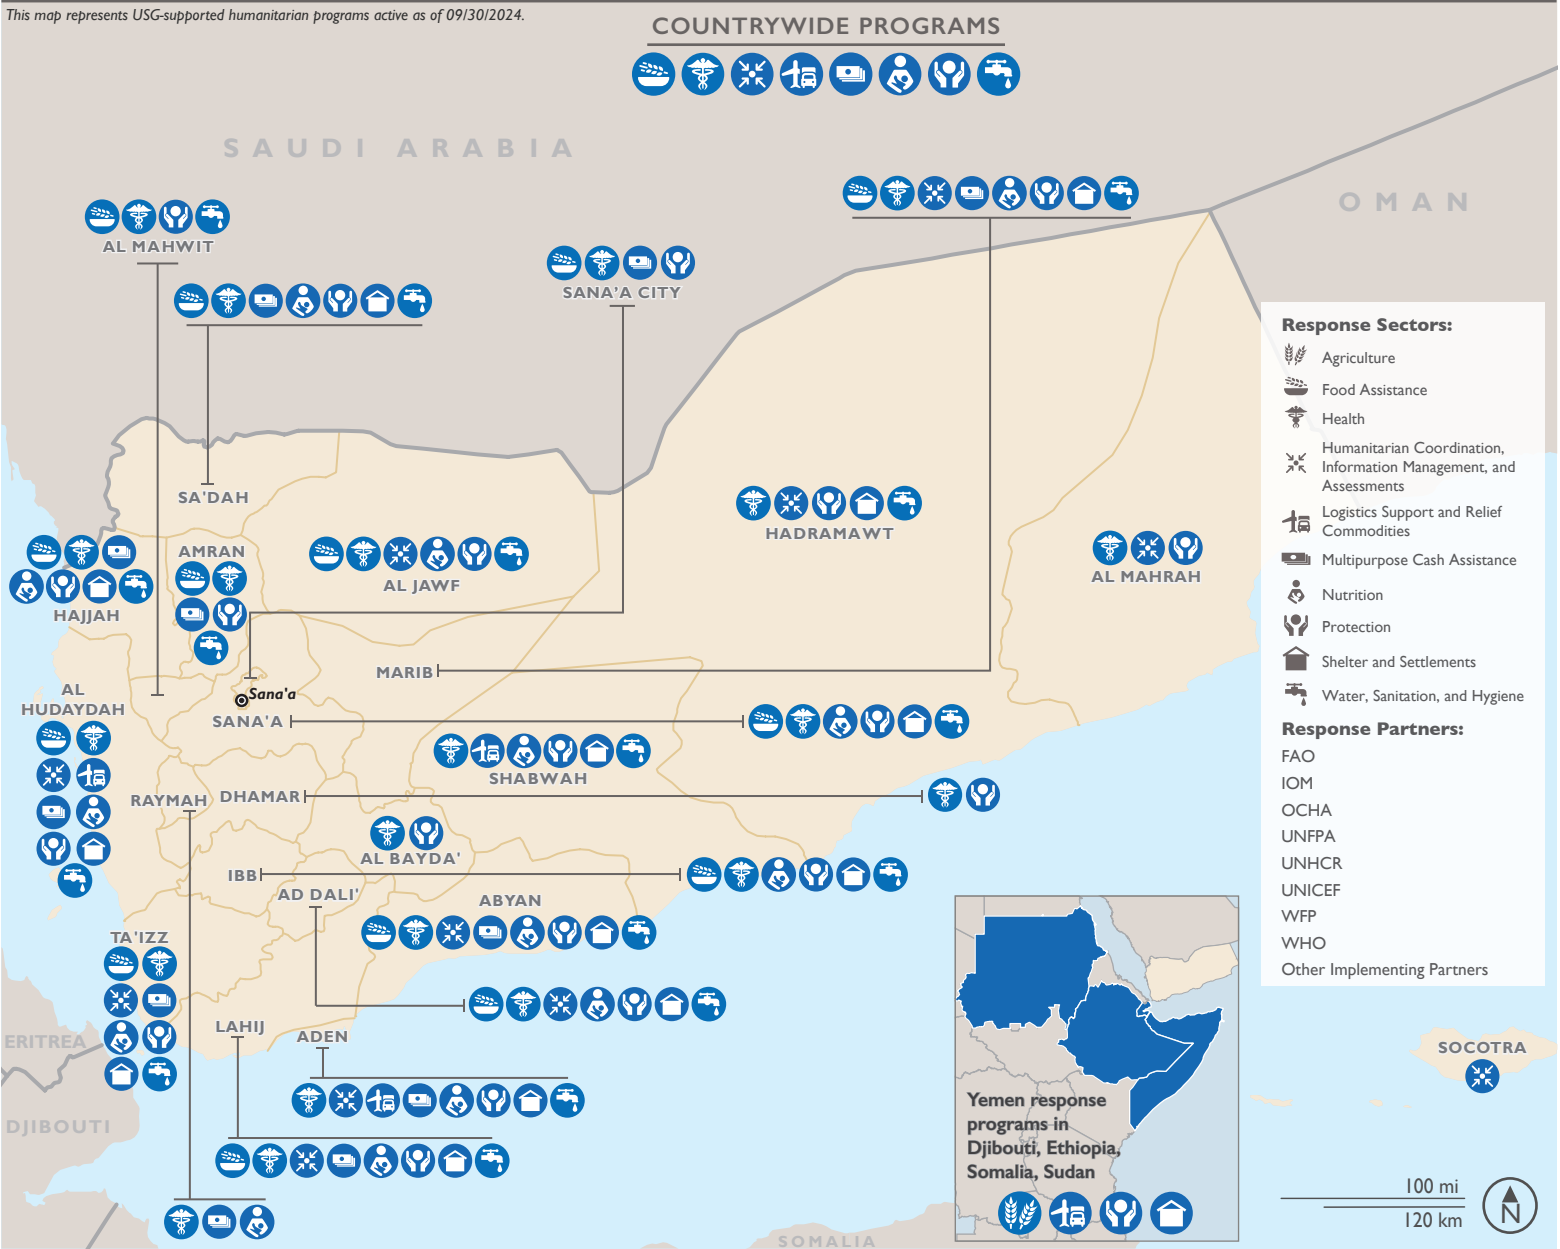 This map represents USG-supported humanitarian programs active as of 09/30/2024.
COUNTRYWIDE PROGRAMS
SAUDI ARABIA
OMAN
AL MAHWIT
SANA'A CITY
SA'DAH
HADRAMAWT
AMRAN
AL JAWF
AL MAHRAH
HAJJAH
MARIB
AL
HUDAYDAH
Sana'a
SANA'A
SHABWAH
RAYMAH
DHAMAR
AL BAYDA'
IBB
AD DALI'
ABYAN
TA'IZZ
LAHIJ
ADEN
ERITREA
DJIBOUTI
SOMALIA
SOCOTRA
Response Sectors:
Agriculture
Food Assistance
Health
Humanitarian Coordination,
Information Management, and
Assessments
Logistics Support and Relief
Commodities
Multipurpose Cash Assistance
Nutrition
Protection
Shelter and Settlements
Water, Sanitation, and Hygiene
Response Partners:
FAO
IOM
OCHA
UNFPA
UNHCR
UNICEF
WFP
WHO
Other Implementing Partners
Yemen response
programs in
Djibouti, Ethiopia,
Somalia, Sudan
100 mi
120 km
N